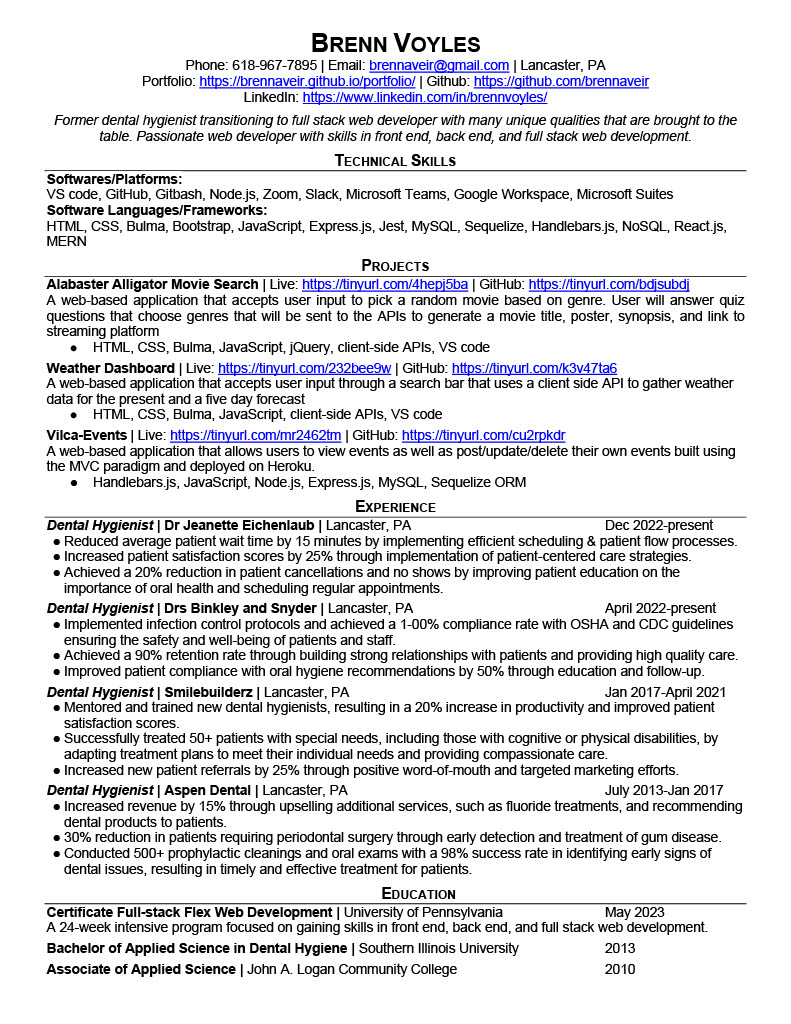 BRENN VOYLES
Phone: 618-967-7895 | Email: brennaveir@gmail.com | Lancaster, PA
Portfolio: https://brennaveir.github.io/portfolio/ | Github: https://github.com/brennaveir
LinkedIn: https://www.linkedin.com/in/brennvoyles/
Former dental hygienist transitioning to full stack web developer with many unique qualities that are brought to the
table. Passionate web developer with skills in front end, back end, and full stack web development.
TECHNICAL SKILLS
Softwares/Platforms:
VS code, GitHub, Gitbash, Node.js, Zoom, Slack, Microsoft Teams, Google Workspace, Microsoft Suites
Software Languages/Frameworks:
HTML, CSS, Bulma, Bootstrap, JavaScript, Express.js, Jest, MySQL, Sequelize, Handlebars.js, NoSQL, React.js,
MERN
PROJECTS
Alabaster Alligator Movie Search | Live: https://tinyurl.com/4hepj5ba | GitHub: https://tinyurl.com/bdjsubdj
A web-based application that accepts user input to pick a random movie based on genre. User will answer quiz
questions that choose genres that will be sent to the APIs to generate a movie title, poster, synopsis, and link to
streaming platform
● HTML, CSS, Bulma, JavaScript, jQuery, client-side APIs, VS code
Weather Dashboard | Live: https://tinyurl.com/232bee9w | GitHub: https://tinyurl.com/k3v47ta6
A web-based application that accepts user input through a search bar that uses a client side API to gather weather
data for the present and a five day forecast
● HTML, CSS, Bulma, JavaScript, client-side APIs, VS code
Vilca-Events | Live: https://tinyurl.com/mr2462tm | GitHub: https://tinyurl.com/cu2rpkdr
A web-based application that allows users to view events as well as post/update/delete their own events built using
the MVC paradigm and deployed on Heroku.
● Handlebars.js, JavaScript, Node.js, Express.js, MySQL, Sequelize ORM
EXPERIENCE
Dental Hygienist | Dr Jeanette Eichenlaub | Lancaster, PA Dec 2022-present
● Reduced average patient wait time by 15 minutes by implementing efficient scheduling & patient flow processes.
● Increased patient satisfaction scores by 25% through implementation of patient-centered care strategies.
● Achieved a 20% reduction in patient cancellations and no shows by improving patient education on the
importance of oral health and scheduling regular appointments.
Dental Hygienist | Drs Binkley and Snyder | Lancaster, PA April 2022-present
● Implemented infection control protocols and achieved a 1-00% compliance rate with OSHA and CDC guidelines
ensuring the safety and well-being of patients and staff.
● Achieved a 90% retention rate through building strong relationships with patients and providing high quality care.
● Improved patient compliance with oral hygiene recommendations by 50% through education and follow-up.
Dental Hygienist | Smilebuilderz | Lancaster, PA Jan 2017-April 2021
● Mentored and trained new dental hygienists, resulting in a 20% increase in productivity and improved patient
satisfaction scores.
● Successfully treated 50+ patients with special needs, including those with cognitive or physical disabilities, by
adapting treatment plans to meet their individual needs and providing compassionate care.
● Increased new patient referrals by 25% through positive word-of-mouth and targeted marketing efforts.
Dental Hygienist | Aspen Dental | Lancaster, PA July 2013-Jan 2017
● Increased revenue by 15% through upselling additional services, such as fluoride treatments, and recommending
dental products to patients.
● 30% reduction in patients requiring periodontal surgery through early detection and treatment of gum disease.
● Conducted 500+ prophylactic cleanings and oral exams with a 98% success rate in identifying early signs of
dental issues, resulting in timely and effective treatment for patients.
EDUCATION
Certificate Full-stack Flex Web Development | University of Pennsylvania May 2023
A 24-week intensive program focused on gaining skills in front end, back end, and full stack web development.
Bachelor of Applied Science in Dental Hygiene | Southern Illinois University 2013
Associate of Applied Science | John A. Logan Community College 2010